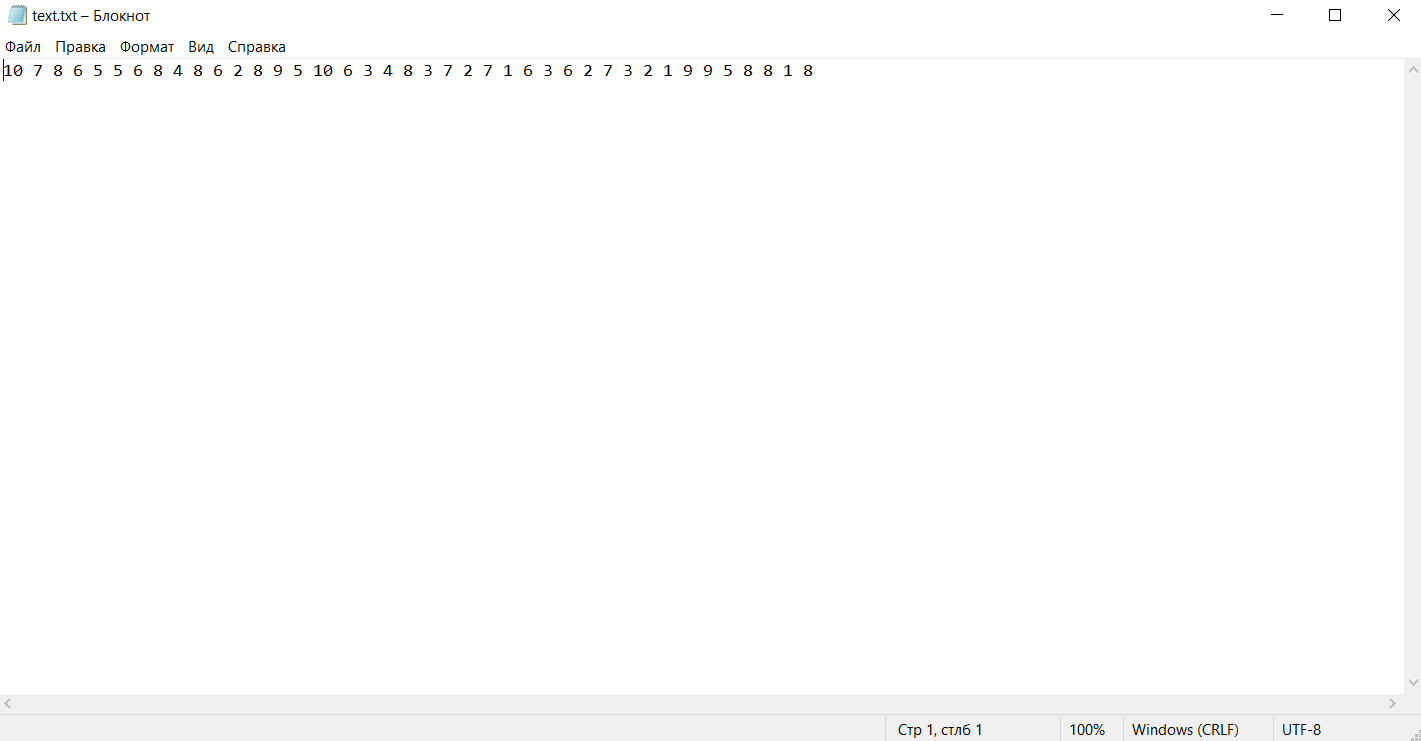 text.txt – Блокнот
Файл Правка Формат Вид Справка
10 7 8 6 5 5 6 8 4 8 6 2 8 9 5 10 6 3 4 8 3 7 2 7 1 6 3 6 2 7 3 2 1 9 9 5 8 8 1 8
Стр 1, стлб 1 100% Windows (CRLF) UTF-8